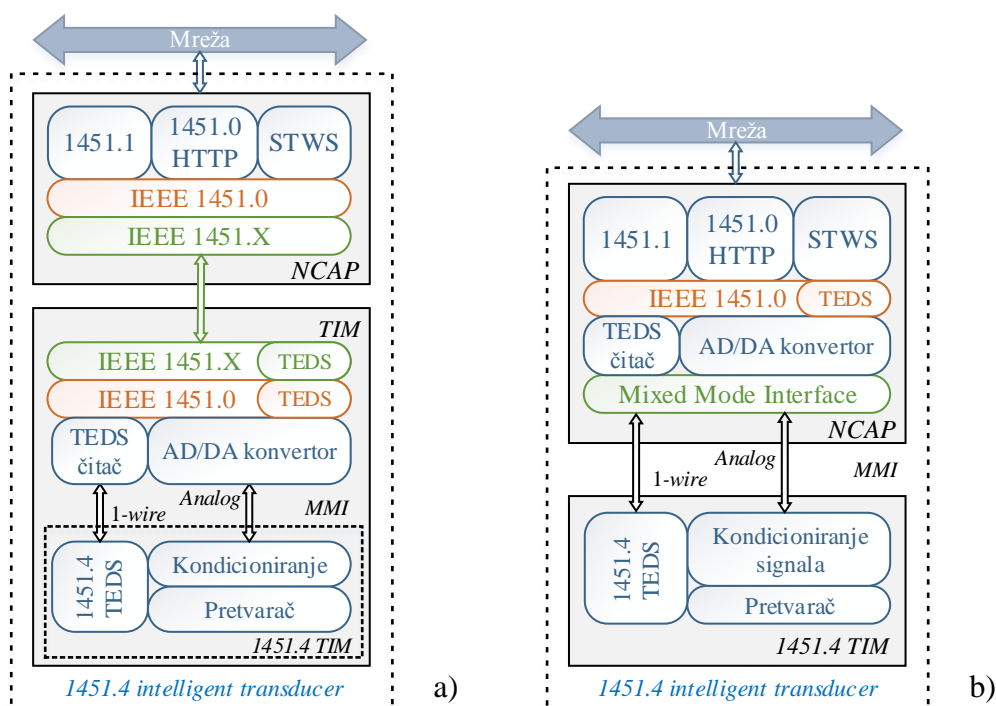 Mreža
1451.1
1451.0
HTTP
STWS
IEEE 1451.0
IEEE 1451.X
NCAP
TIM
IEEE 1451.X
TEDS
IEEE 1451.0
TEDS
TEDS
čitač
AD/DA konvertor
1-wire
Analog
MMI
1451.4
TEDS
Kondicioniranje
Pretvarač
1451.4 TIM
1451.4 intelligent transducer
a)
Mreža
1451.1
1451.0
HTTP
STWS
IEEE 1451.0
TEDS
TEDS
čitač
AD/DA konvertor
Mixed Mode Interface
NCAP
1-wire
Analog
MMI
1451.4
TEDS
Kondicioniranje
signala
Pretvarač
1451.4 TIM
1451.4 intelligent transducer
b)